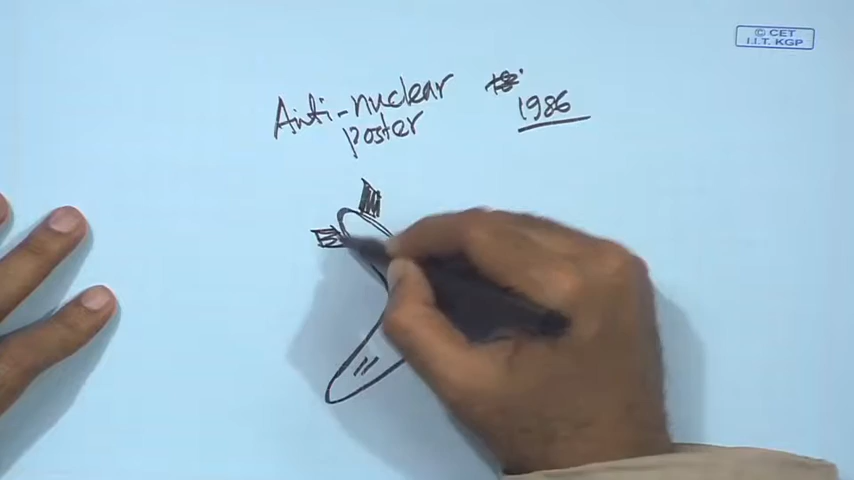 © CET
I.I.T. KGP
Anti-nuclear
poster
1986